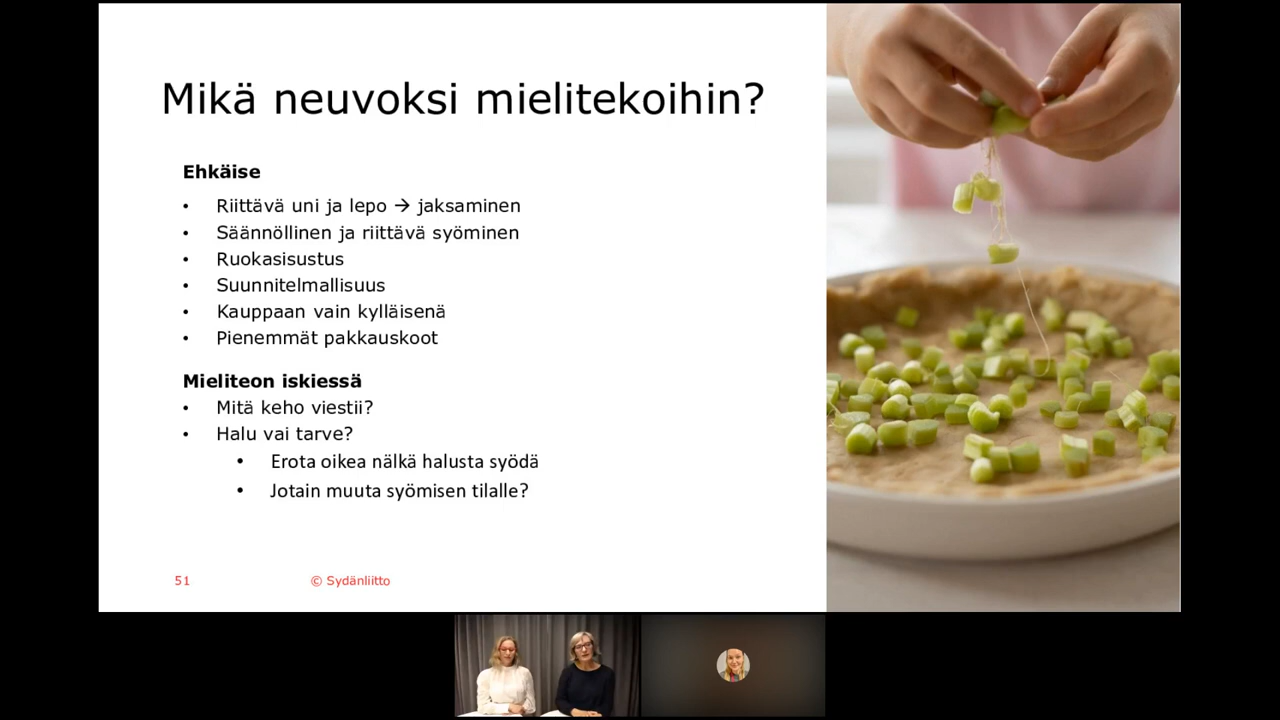 Mikä neuvoksi mielitekoihin?
Ehkäise
• Riittävä uni ja lepo → jaksaminen
• Säännöllinen ja riittävä syöminen
• Ruokasisustus
• Suunnitelmallisuus
• Kauppaan vain kylläisenä
• Pienemmät pakkauskoot
Mieliteon iskiessä
• Mitä keho viestii?
• Halu vai tarve?
• Erota oikea nälkä halusta syödä
• Jotain muuta syömisen tilalle?
51 © Sydänliitto